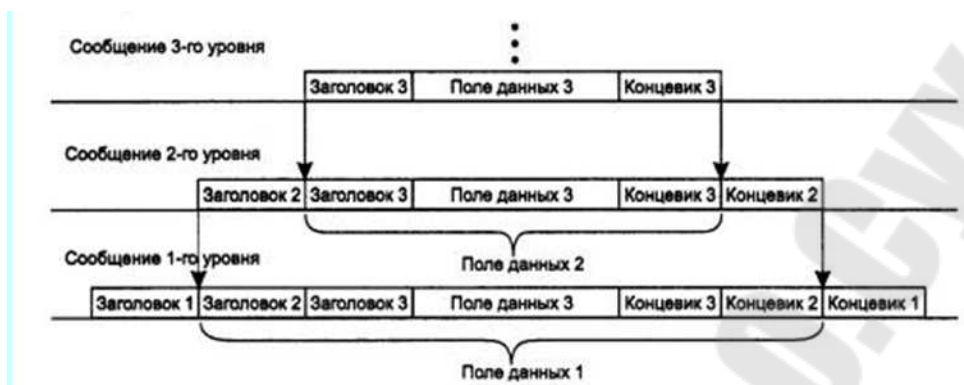 Сообщение 3-го уровня
Заголовок 3 Поле данных 3 Концевик 3
Сообщение 2-го уровня
Заголовок 2 Заголовок 3 Поле данных 3 Концевик 3 Концевик 2
Поле данных 2
Сообщение 1-го уровня
Заголовок 1 Заголовок 2 Заголовок 3 Поле данных 3 Концевик 3 Концевик 2 Концевик 1
Поле данных 1